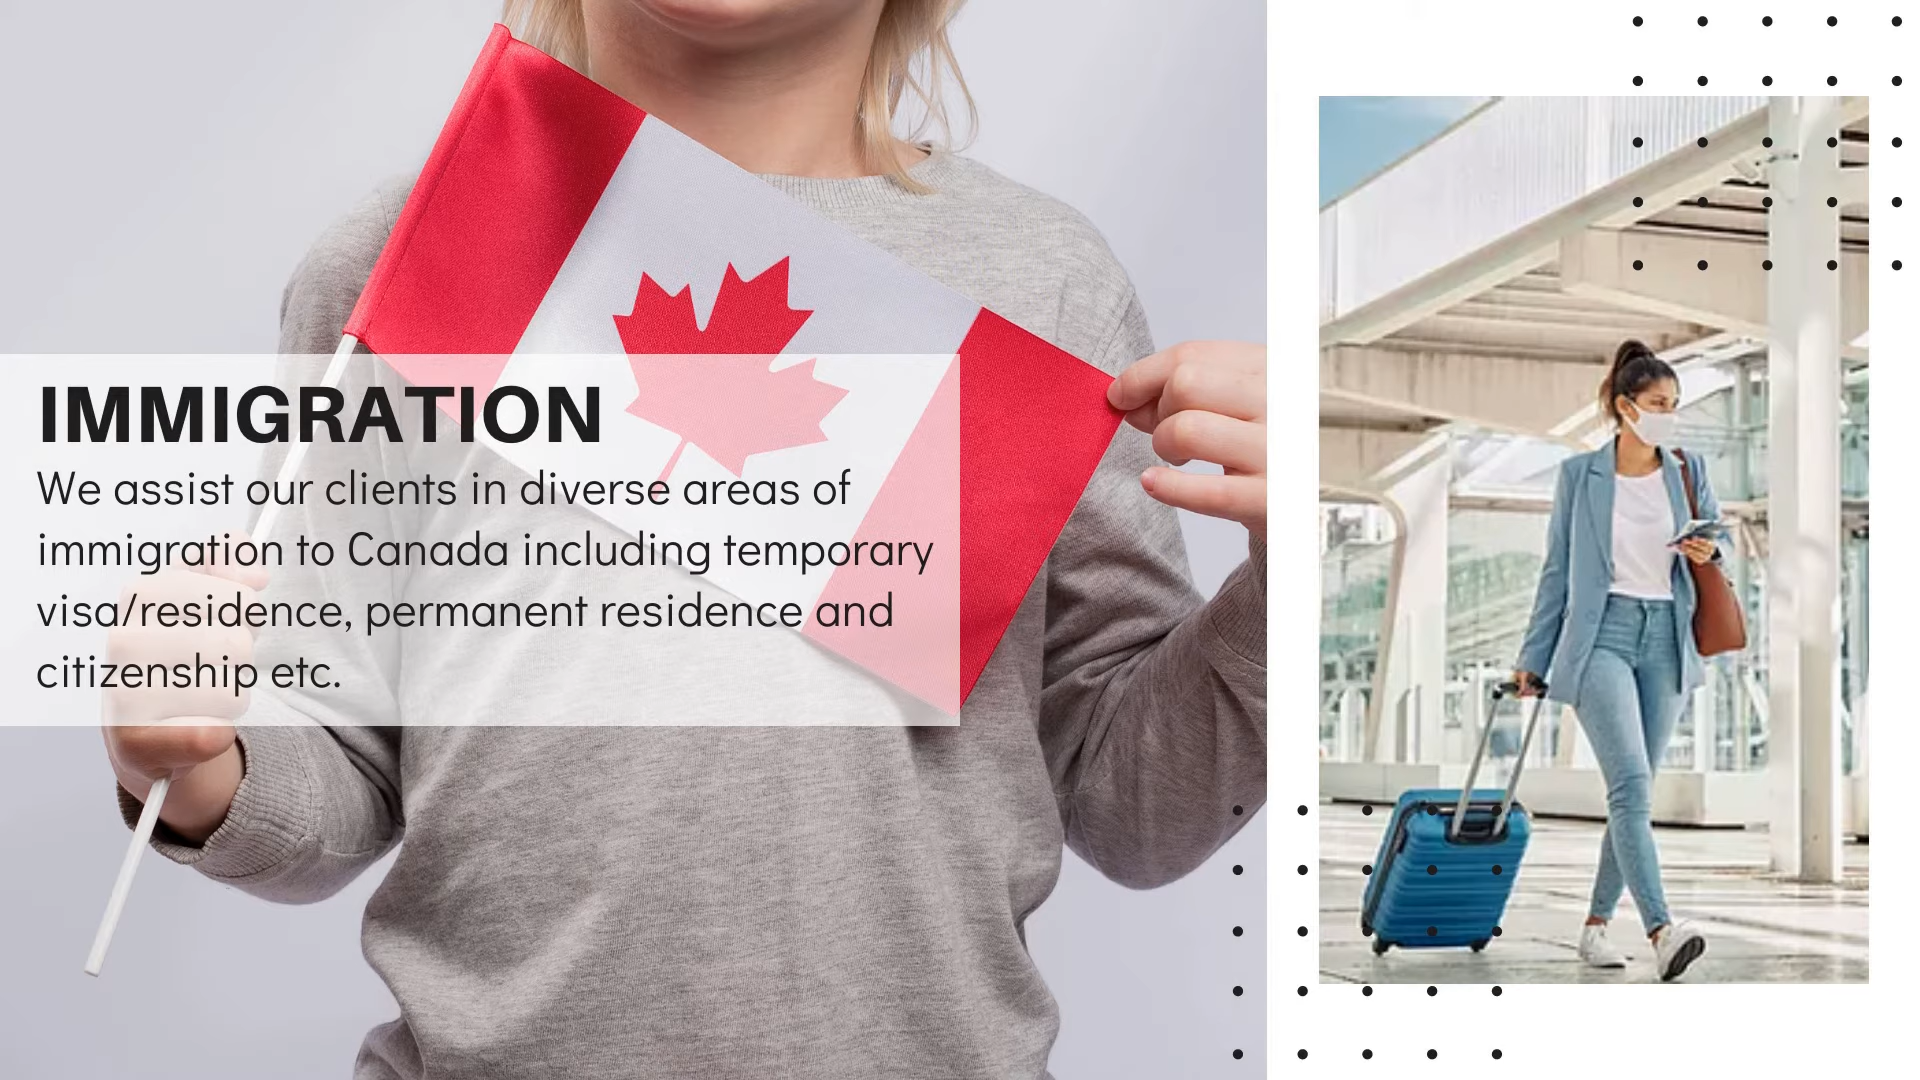 IMMIGRATION
We assist our clients in diverse areas of
immigration to Canada including temporary
visa/residence, permanent residence and
citizenship etc.